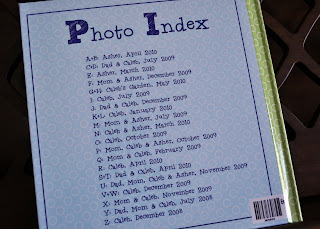 Photo Index
A+B: Asher, April 2010
C+D: Dad & Caleb, July 2009
E: Asher, March 2010
F: Mom & Asher, December 2009
G+H: Caleb's Garden, May 2010
I: Caleb, July 2009
J: Dad & Caleb, December 2009
K+L: Caleb, January 2010
M: Mom & Asher, July 2009
N: Caleb & Asher, March 2010
O: Caleb, October 2009
P: Mom, Caleb & Asher, October 2009
Q: Mom & Caleb, February 2009
R: Caleb, April 2010
S+T: Dad & Caleb, April 2010
U: Dad, Mom, Caleb & Asher, November 2009
V+W: Caleb, December 2009
X: Mom & Caleb, November 2009
Y: Dad, Mom & Caleb, July 2008
Z: Caleb, December 2008